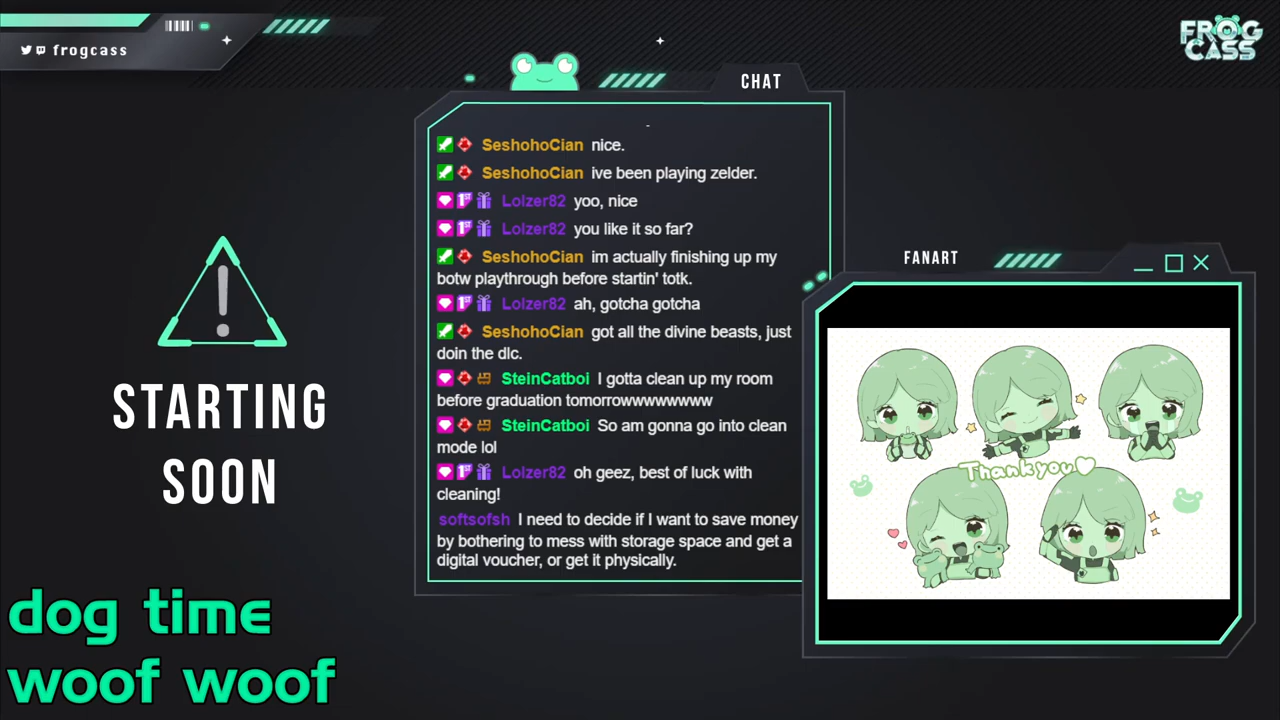 frogcass
FROG
CASS
CHAT
SeshohoCian nice.
SeshohoCian ive been playing zelder.
Lolzer82 yoo, nice
Lolzer82 you like it so far?
SeshohoCian im actually finishing up my
botw playthrough before startin' totk.
Lolzer82 ah, gotcha gotcha
SeshohoCian got all the divine beasts, just
doin the dlc.
SteinCatboi I gotta clean up my room
before graduation tomorrowwwwwwww
SteinCatboi So am gonna go into clean
mode lol
Lolzer82 oh geez, best of luck with
cleaning!
softsofsh I need to decide if I want to save money
by bothering to mess with storage space and get a
digital voucher, or get it physically.
FANART
Thank you
STARTING
SOON
dog time
woof woof